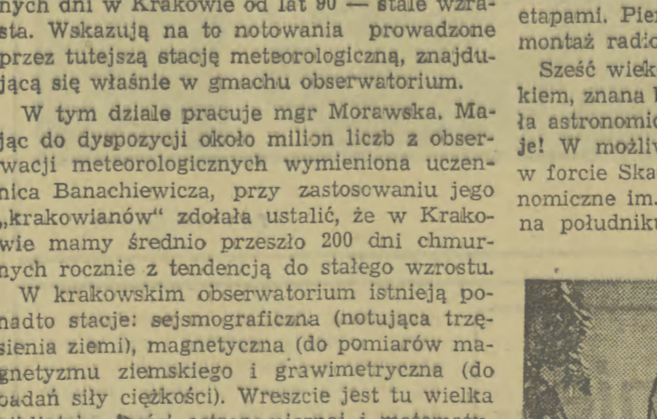 nych dni w Krakowie od lat 90 — stale wzra-
sta. Wskazują na to notowania prowadzone
przez tutejszą stację meteorologiczną, znajdu-
jącą się właśnie w gmachu obserwatorium.
W tym dziale pracuje mgr Morawska. Ma-
jąc do dyspozycji około milion liczb z obser-
wacji meteorologicznych wymieniona uczen-
nica Banachiewicza, przy zastosowaniu jego
„krakowianów" zdołała ustalić, że w Krako-
wie mamy średnio przeszło 200 dni chmur-
nych rocznie z tendencją do stałego wzrostu.
W krakowskim obserwatorium istnieją po-
nadto stacje: sejsmograficzna (notująca trzę-
sienia ziemi), magnetyczna (do pomiarów ma-
gnetyzmu ziemskiego i grawimetryczna (do
badań siły ciężkości). Wreszcie jest tu wielka
etapami. Pier
montaż radio
Sześć wiek
kiem, znana
ła astronomic
je! W możliw
w forcie Ska
nomiczne im.
na południku